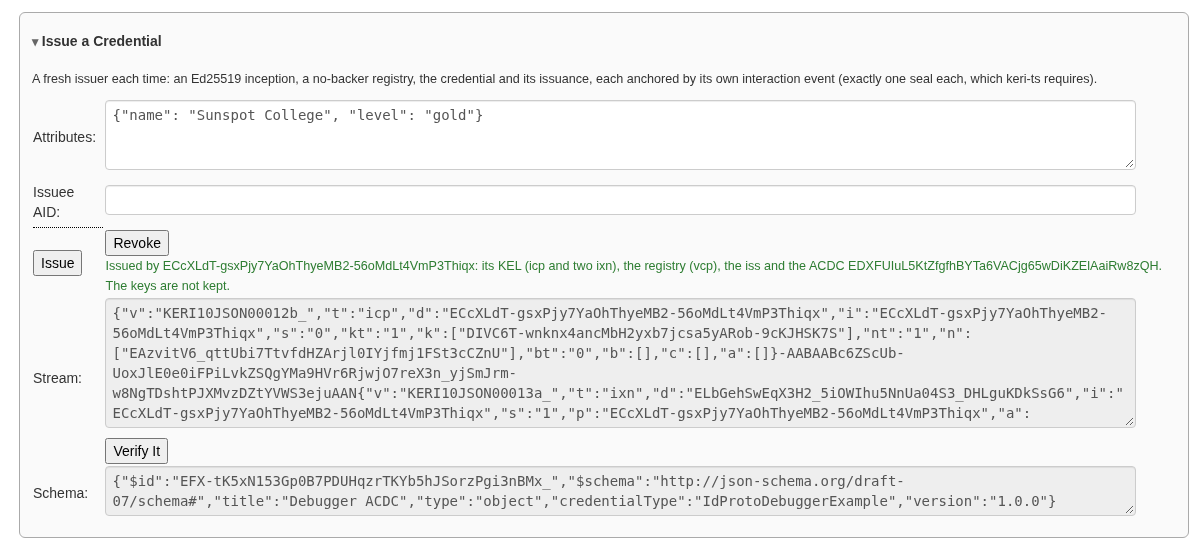 ▾ Issue a Credential
A fresh issuer each time: an Ed25519 inception, a no-backer registry, the credential and its issuance, each anchored by its own interaction event (exactly one seal each, which keri-ts requires).
Attributes:
{"name": "Sunspot College", "level": "gold"}
Issuee
AID:
Issue
Revoke
Issued by ECcXLdT-gsxPjy7YaOhThyeMB2-56oMdLt4VmP3Thiqx: its KEL (icp and two ixn), the registry (vcp), the iss and the ACDC EDXFUIuL5KtZfgfhBYTa6VACjg65wDiKZElAaiRw8zQH.
The keys are not kept.
Stream:
{"v":"KERI10JSON00012b_","t":"icp","d":"ECcXLdT-gsxPjy7YaOhThyeMB2-56oMdLt4VmP3Thiqx","i":"ECcXLdT-gsxPjy7YaOhThyeMB2-
56oMdLt4VmP3Thiqx","s":"0","kt":"1","k":["DIVC6T-wnknx4ancMbH2yxb7jcsa5yARob-9cKJHSK7S"],"nt":"1","n":
["EAzvitV6_qttUbi7TtvfdHZArjl0IYjfmj1FSt3cCZnU"],"bt":"0","b":[],"c":[],"a":[]}-AABAABc6ZScUb-
UoxJlE0e0iFPiLvkZSQgYMa9HVr6RjwjO7reX3n_yjSmJrm-
w8NgTDshtPJXMvzDZtYVWS3ejuAAN{"v":"KERI10JSON00013a_","t":"ixn","d":"ELbGehSwEqX3H2_5iOWIhu5NnUa04S3_DHLguKDkSsG6","i":"
ECcXLdT-gsxPjy7YaOhThyeMB2-56oMdLt4VmP3Thiqx","s":"1","p":"ECcXLdT-gsxPjy7YaOhThyeMB2-56oMdLt4VmP3Thiqx","a":
Verify It
Schema:
{"$id":"EFX-tK5xN153Gp0B7PDUHqzrTKYb5hJSorzPgi3nBMx_","$schema":"http://json-schema.org/draft-
07/schema#","title":"Debugger ACDC","type":"object","credentialType":"IdProtoDebuggerExample","version":"1.0.0"}